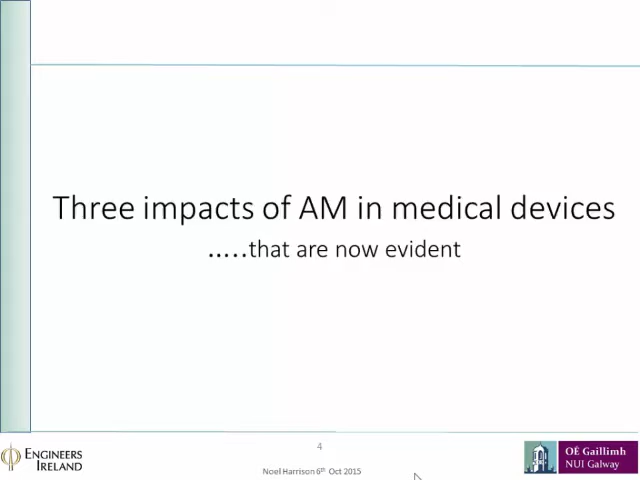 Three impacts of AM in medical devices
.....that are now evident
4
ENGINEERS
IRELAND
Noel Harrison 6th Oct 2015
OÉ Gaillimh
NUI Galway